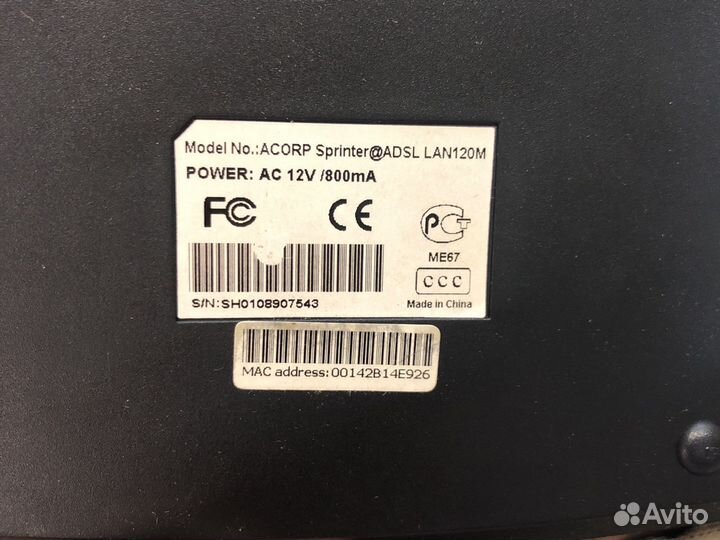 Model No.:ACORP Sprinter@ADSL LAN120M
POWER: AC 12V /800mA
FC CE РСТ
ME67
CCC
S/N:SH0108907543 Made in China
MAC address:00142B14E926
Avito